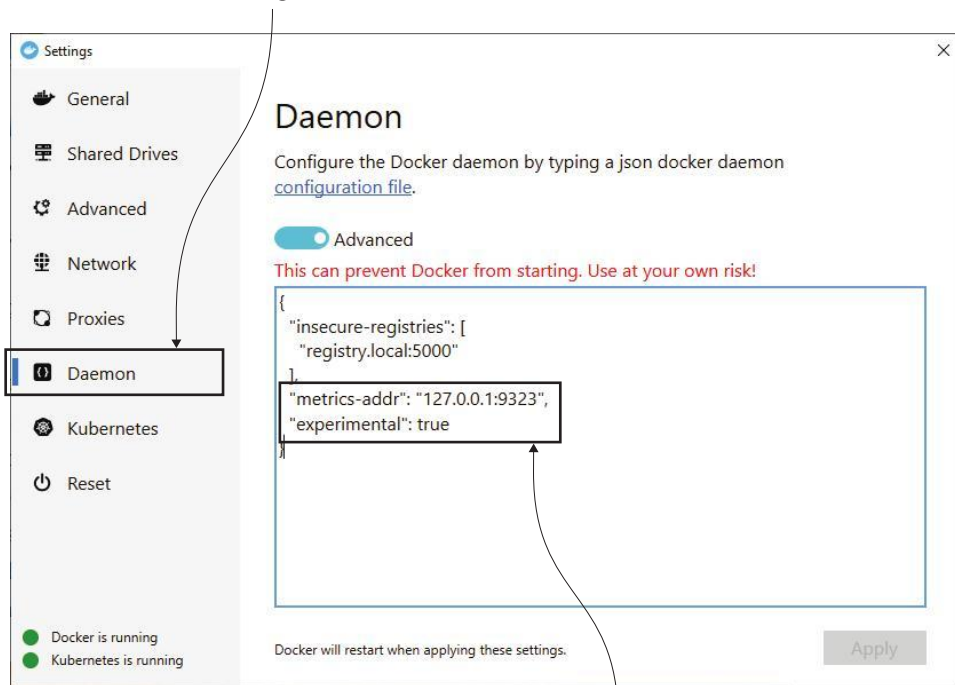 Settings
General
Shared Drives
Advanced
Network
Proxies
Daemon
Kubernetes
Reset
Docker is running
Kubernetes is running
Daemon
Configure the Docker daemon by typing a json docker daemon
configuration file.
Advanced
This can prevent Docker from starting. Use at your own risk!
{
"insecure-registries": [
"registry.local:5000"
],
"metrics-addr": "127.0.0.1:9323",
"experimental": true
}
Docker will restart when applying these settings.
Apply